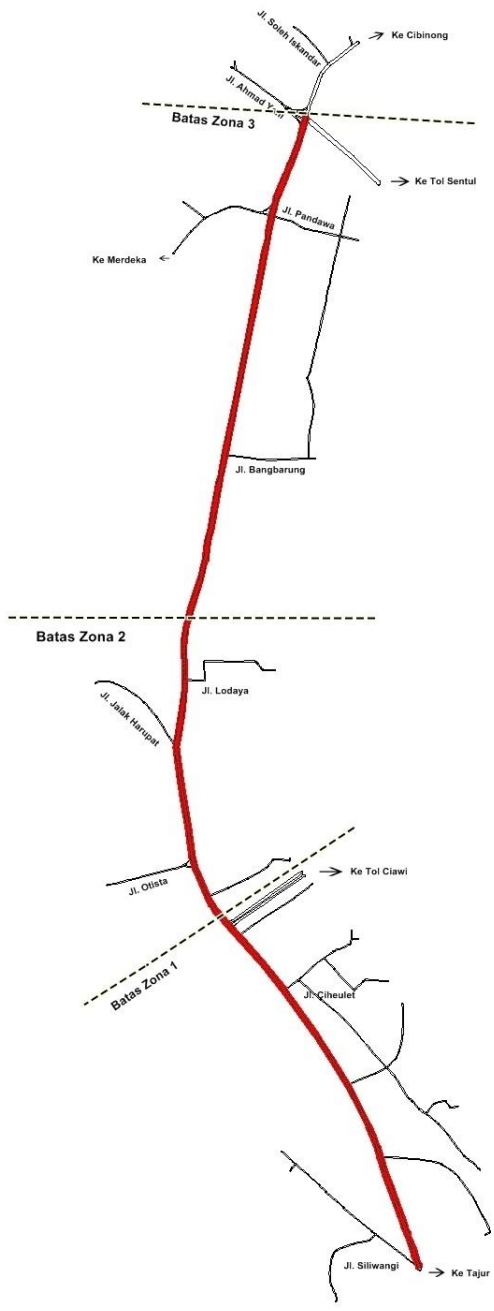 Jl. Soleh Iskandar
Ke Cibinong
Jl. Ahmad Yani
Batas Zona 3
Ke Tol Sentul
Jl. Pandawa
Ke Merdeka
Jl. Bangbarung
Batas Zona 2
Jl. Lodaya
Jl. Jalak Harupat
Ke Tol Ciawi
Jl. Otista
Batas Zona 1
Jl. Ciheulet
Jl. Siliwangi
Ke Tajur